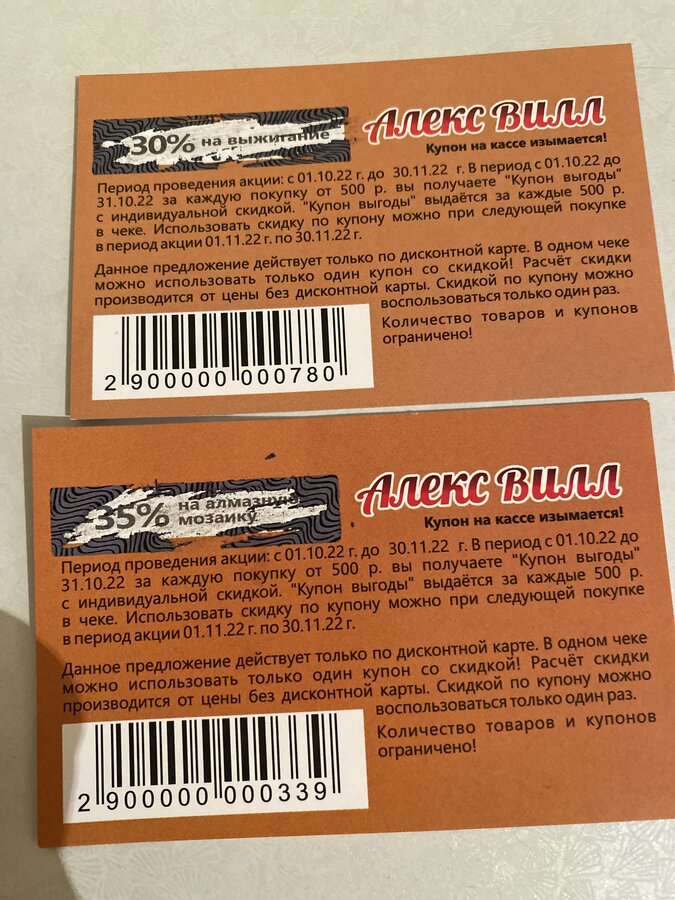 30% на выжигание
Алекс Вилл
Купон на кассе изымается!
Период проведения акции: с 01.10.22 г. до 30.11.22 г. В период с 01.10.22 до
31.10.22 за каждую покупку от 500 р. вы получаете "Купон выгоды"
с индивидуальной скидкой. "Купон выгоды" выдаётся за каждые 500 р.
в чеке. Использовать скидку по купону можно при следующей покупке
в период акции 01.11.22 г. по 30.11.22 г.
Данное предложение действует только по дисконтной карте. В одном чеке
можно использовать только один купон со скидкой! Расчёт скидки
производится от цены без дисконтной карты. Скидкой по купону можно
воспользоваться только один раз.
Количество товаров и купонов
ограничено!
2 900000 000780
35% на алмазную
мозаику
Алекс Вилл
Купон на кассе изымается!
Период проведения акции: с 01.10.22 г. до 30.11.22 г. В период с 01.10.22 до
31.10.22 за каждую покупку от 500 р. вы получаете "Купон выгоды"
с индивидуальной скидкой. "Купон выгоды" выдаётся за каждые 500 р.
в чеке. Использовать скидку по купону можно при следующей покупке
в период акции 01.11.22 г. по 30.11.22 г.
Данное предложение действует только по дисконтной карте. В одном чеке
можно использовать только один купон со скидкой! Расчёт скидки
производится от цены без дисконтной карты. Скидкой по купону можно
воспользоваться только один раз.
Количество товаров и купонов
ограничено!
2 900000 000339